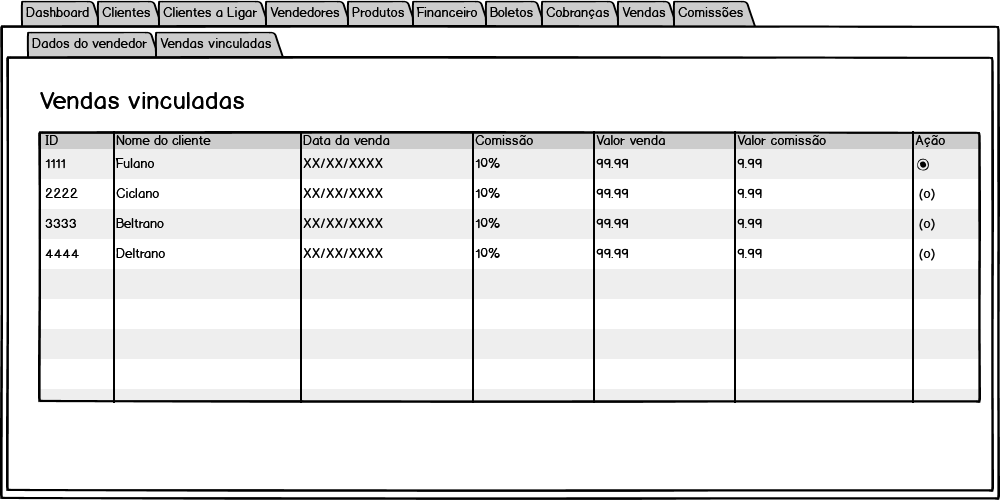 Dashboard Clientes Clientes a Ligar Vendedores Produtos Financeiro Boletos Cobranças Vendas Comissões
Dados do vendedor Vendas vinculadas
Vendas vinculadas
ID Nome do cliente Data da venda Comissão Valor venda Valor comissão Ação
1111 Fulano XX/XX/XXXX 10% 99.99 9.99
2222 Ciclano XX/XX/XXXX 10% 99.99 9.99 (o)
3333 Beltrano XX/XX/XXXX 10% 99.99 9.99 (o)
4444 Deltrano XX/XX/XXXX 10% 99.99 9.99 (o)